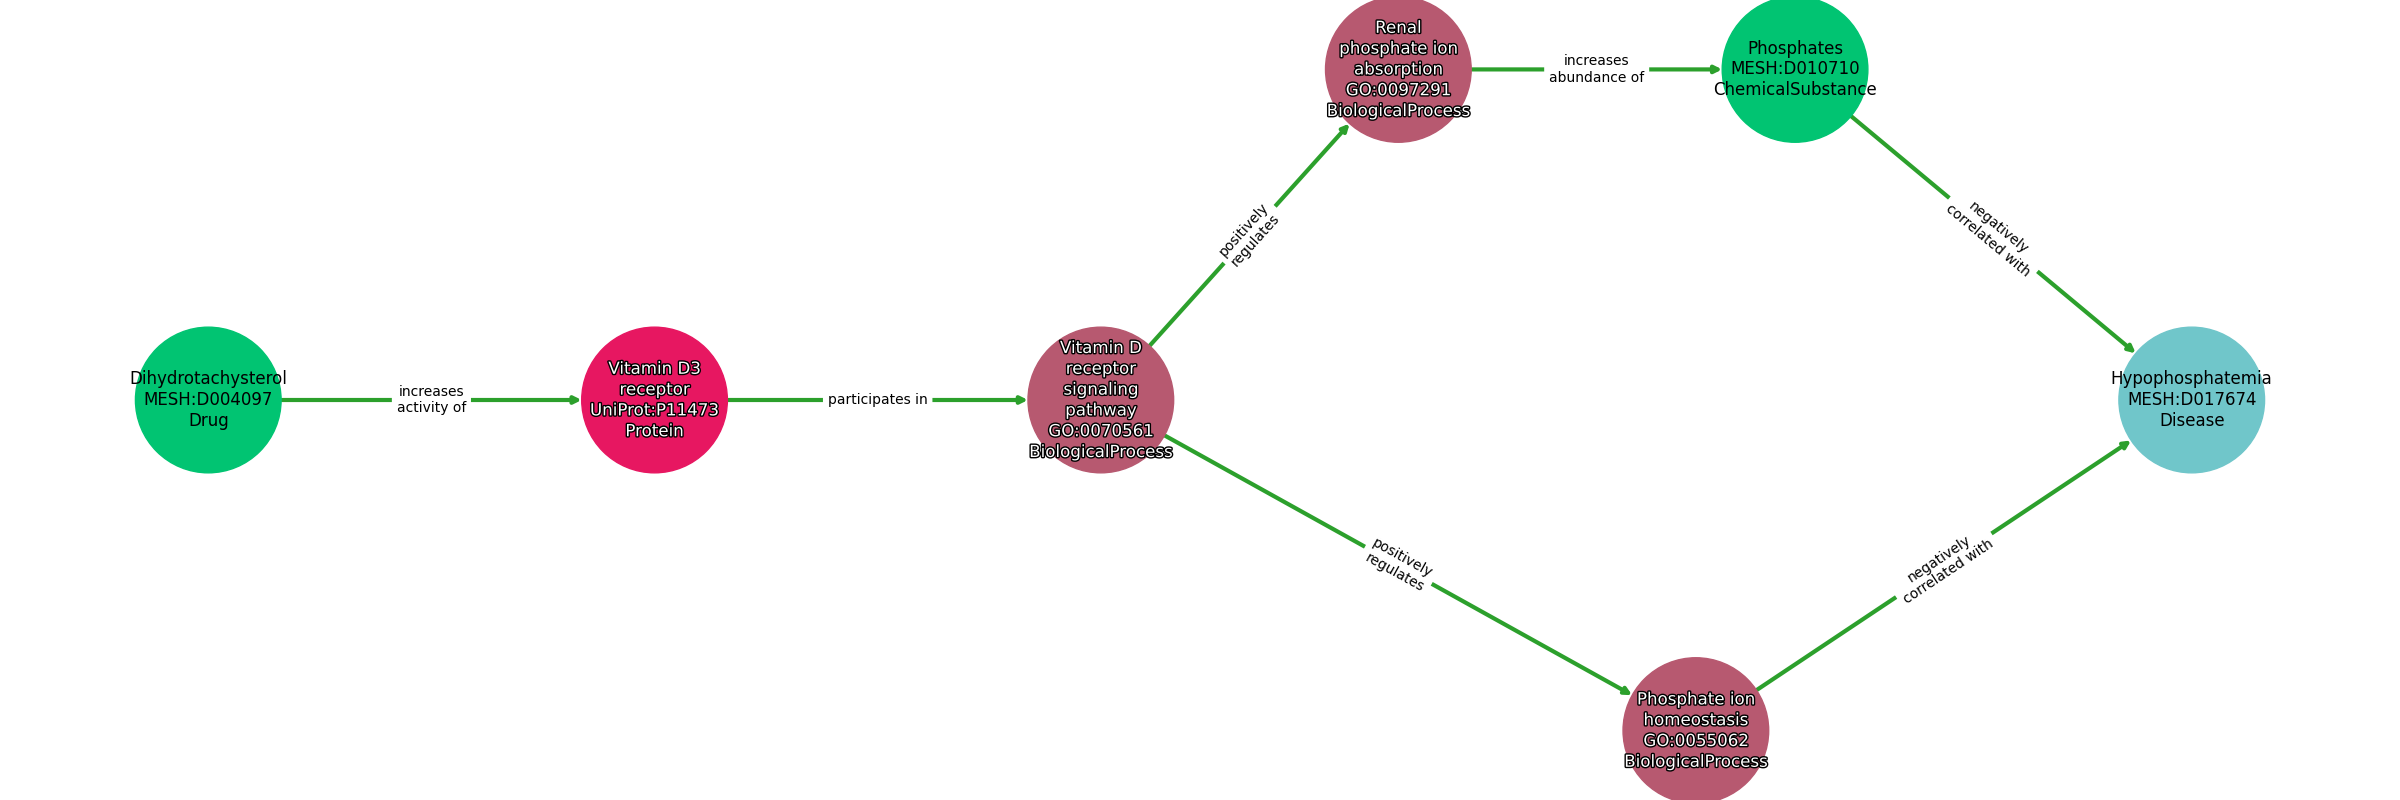 Renal
phosphate ion
absorption
GO:0097291
BiologicalProcess
increases
abundance of
Phosphates
MESH:D010710
ChemicalSubstance
positively
regulates
negatively
correlated with
Dihydrotachysterol
MESH:D004097
Drug
increases
activity of
Vitamin D3
receptor
UniProt:P11473
Protein
participates in
Vitamin D
receptor
signaling
pathway
GO:0070561
BiologicalProcess
Hypophosphatemia
MESH:D017674
Disease
positively
regulates
negatively
correlated with
Phosphate ion
homeostasis
GO:0055062
BiologicalProcess